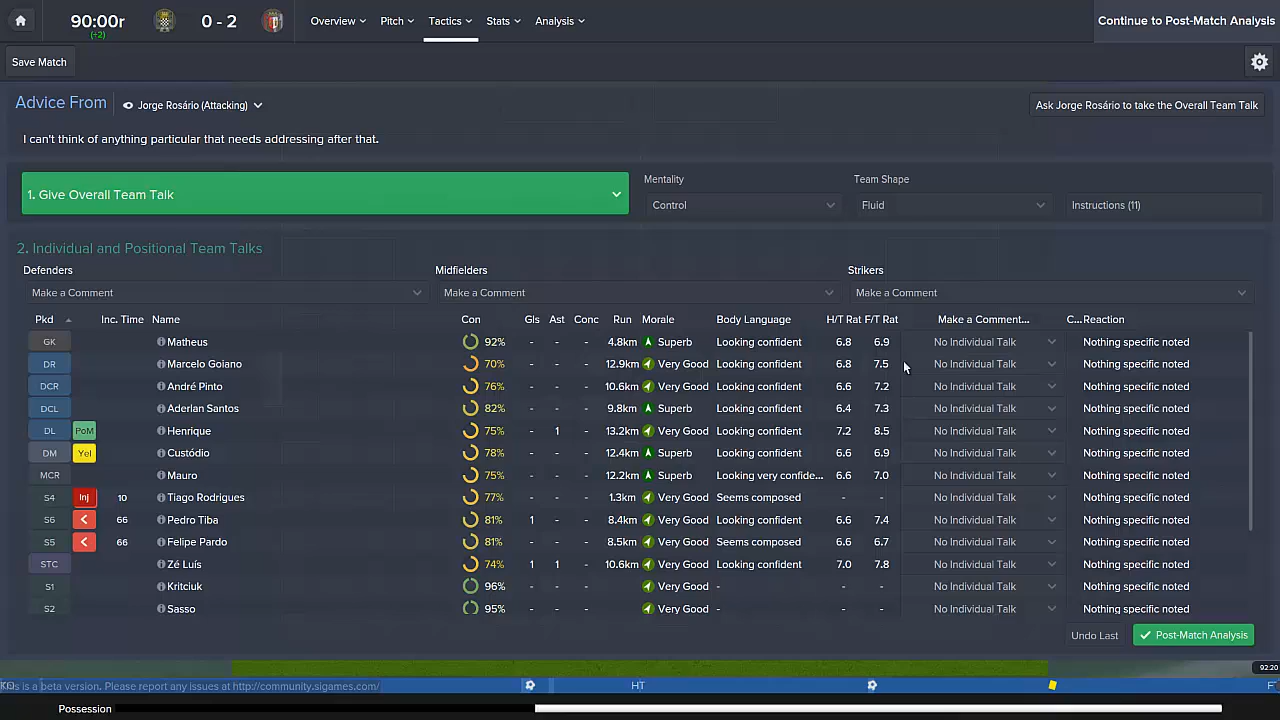 90:00r
(+2)
0 - 2
Overview
Pitch
Tactics
Stats
Analysis
Continue to Post-Match Analysis
Save Match
Advice From
Jorge Rosário (Attacking)
Ask Jorge Rosário to take the Overall Team Talk
I can't think of anything particular that needs addressing after that.
1. Give Overall Team Talk
Mentality
Control
Team Shape
Fluid
Instructions (11)
2. Individual and Positional Team Talks
Defenders Midfielders Strikers
Make a Comment Make a Comment Make a Comment
Pkd Inc. Time Name Con Gls Ast Conc Run Morale Body Language H/T Rat F/T Rat Make a Comment... C... Reaction
GK Matheus 92% - - - 4.8km Superb Looking confident 6.8 6.9 No Individual Talk Nothing specific noted
DR Marcelo Goiano 70% - - - 12.9km Very Good Looking confident 6.8 7.5 No Individual Talk Nothing specific noted
DCR André Pinto 76% - - - 10.6km Very Good Looking confident 6.6 7.2 No Individual Talk Nothing specific noted
DCL Aderlan Santos 82% - - - 9.8km Superb Looking confident 6.4 7.3 No Individual Talk Nothing specific noted
DL PoM Henrique 75% - 1 - 13.2km Very Good Looking confident 7.2 8.5 No Individual Talk Nothing specific noted
DM Yel Custódio 78% - - - 12.4km Superb Looking confident 6.6 6.9 No Individual Talk Nothing specific noted
MCR Mauro 75% - - - 12.2km Superb Looking very confide... 6.6 7.0 No Individual Talk Nothing specific noted
S4 Inj 10 Tiago Rodrigues 77% - - - 1.3km Very Good Seems composed - - No Individual Talk Nothing specific noted
S6 66 Pedro Tiba 81% 1 - - 8.4km Very Good Looking confident 6.6 7.4 No Individual Talk Nothing specific noted
S5 66 Felipe Pardo 81% - - - 8.5km Very Good Seems composed 6.6 6.7 No Individual Talk Nothing specific noted
STC Zé Luís 74% 1 1 - 10.6km Very Good Looking confident 7.0 7.8 No Individual Talk Nothing specific noted
S1 Kritciuk 96% - - - Very Good - - - No Individual Talk Nothing specific noted
S2 Sasso 95% - - - Very Good - - - No Individual Talk Nothing specific noted
Undo Last
Post-Match Analysis
92:20
is a beta version. Please report any issues at http://community.sigames.com/
HT
Possession